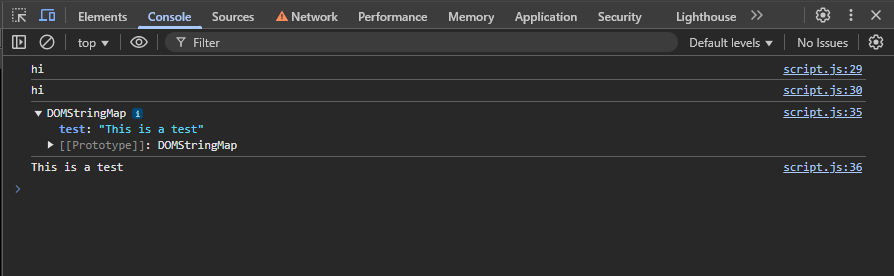 Elements Console Sources Network Performance Memory Application Security Lighthouse
top Filter Default levels No Issues
hi script.js:29
hi script.js:30
DOMStringMap i script.js:35
test: "This is a test"
[[Prototype]]: DOMStringMap
This is a test script.js:36